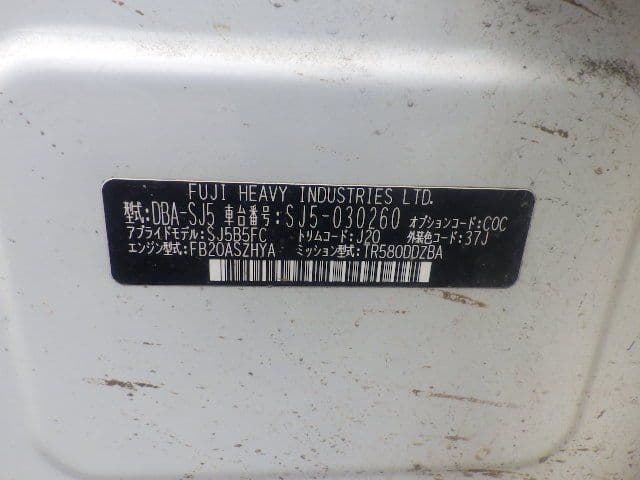 FUJI HEAVY INDUSTRIES LTD.
型式:DBA-SJ5 車台番号:SJ5-030260 オプションコード:COC
アプライドモデル:SJ5B5FC トリムコード:J20 外装色コード:37J
エンジン型式:FB20ASZHYA ミッション型式:TR580DDZBA